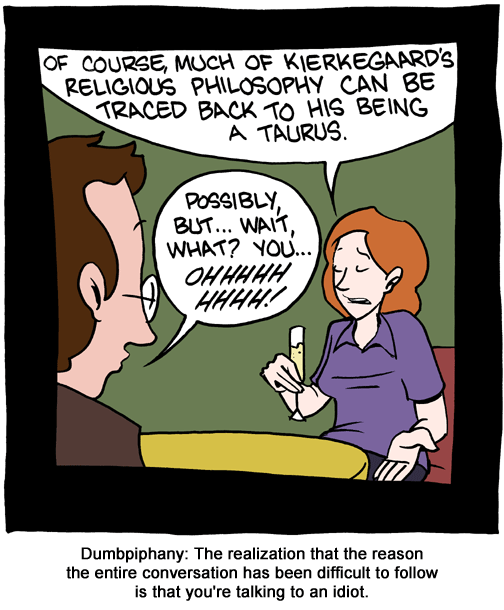 OF COURSE, MUCH OF KIERKEGAARD'S
RELIGIOUS PHILOSOPHY CAN BE
TRACED BACK TO HIS BEING
A TAURUS.
POSSIBLY,
BUT... WAIT,
WHAT? YOU...
OHHHHH
HHHH!!
Dumbpiphany: The realization that the reason
the entire conversation has been difficult to follow
is that you're talking to an idiot.